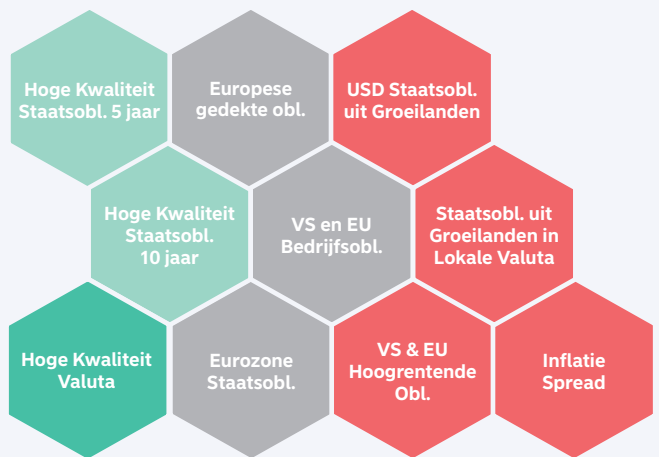 Hoge Kwaliteit
Staatsobl. 5 jaar
Europese
gedekte obl.
USD Staatsobl.
uit Groeilanden
Hoge Kwaliteit
Staatsobl.
10 jaar
VS en EU
Bedrijfsobl.
Staatsobl. uit
Groeilanden in
Lokale Valuta
Hoge Kwaliteit
Valuta
Eurozone
Staatsobl.
VS & EU
Hoogrentende
Obl.
Inflatie
Spread